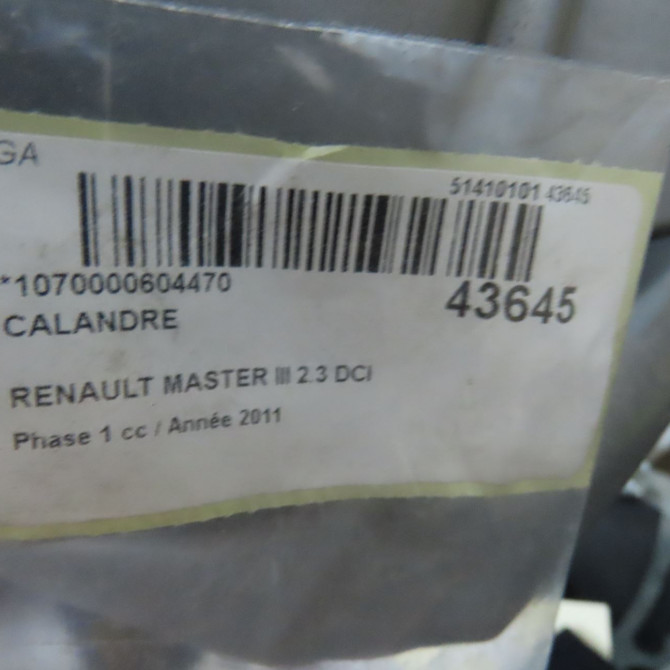 GA
51410101 43645
*1070000604470
43645
CALANDRE
RENAULT MASTER III 2.3 DCI
Phase 1 cc / Année 2011